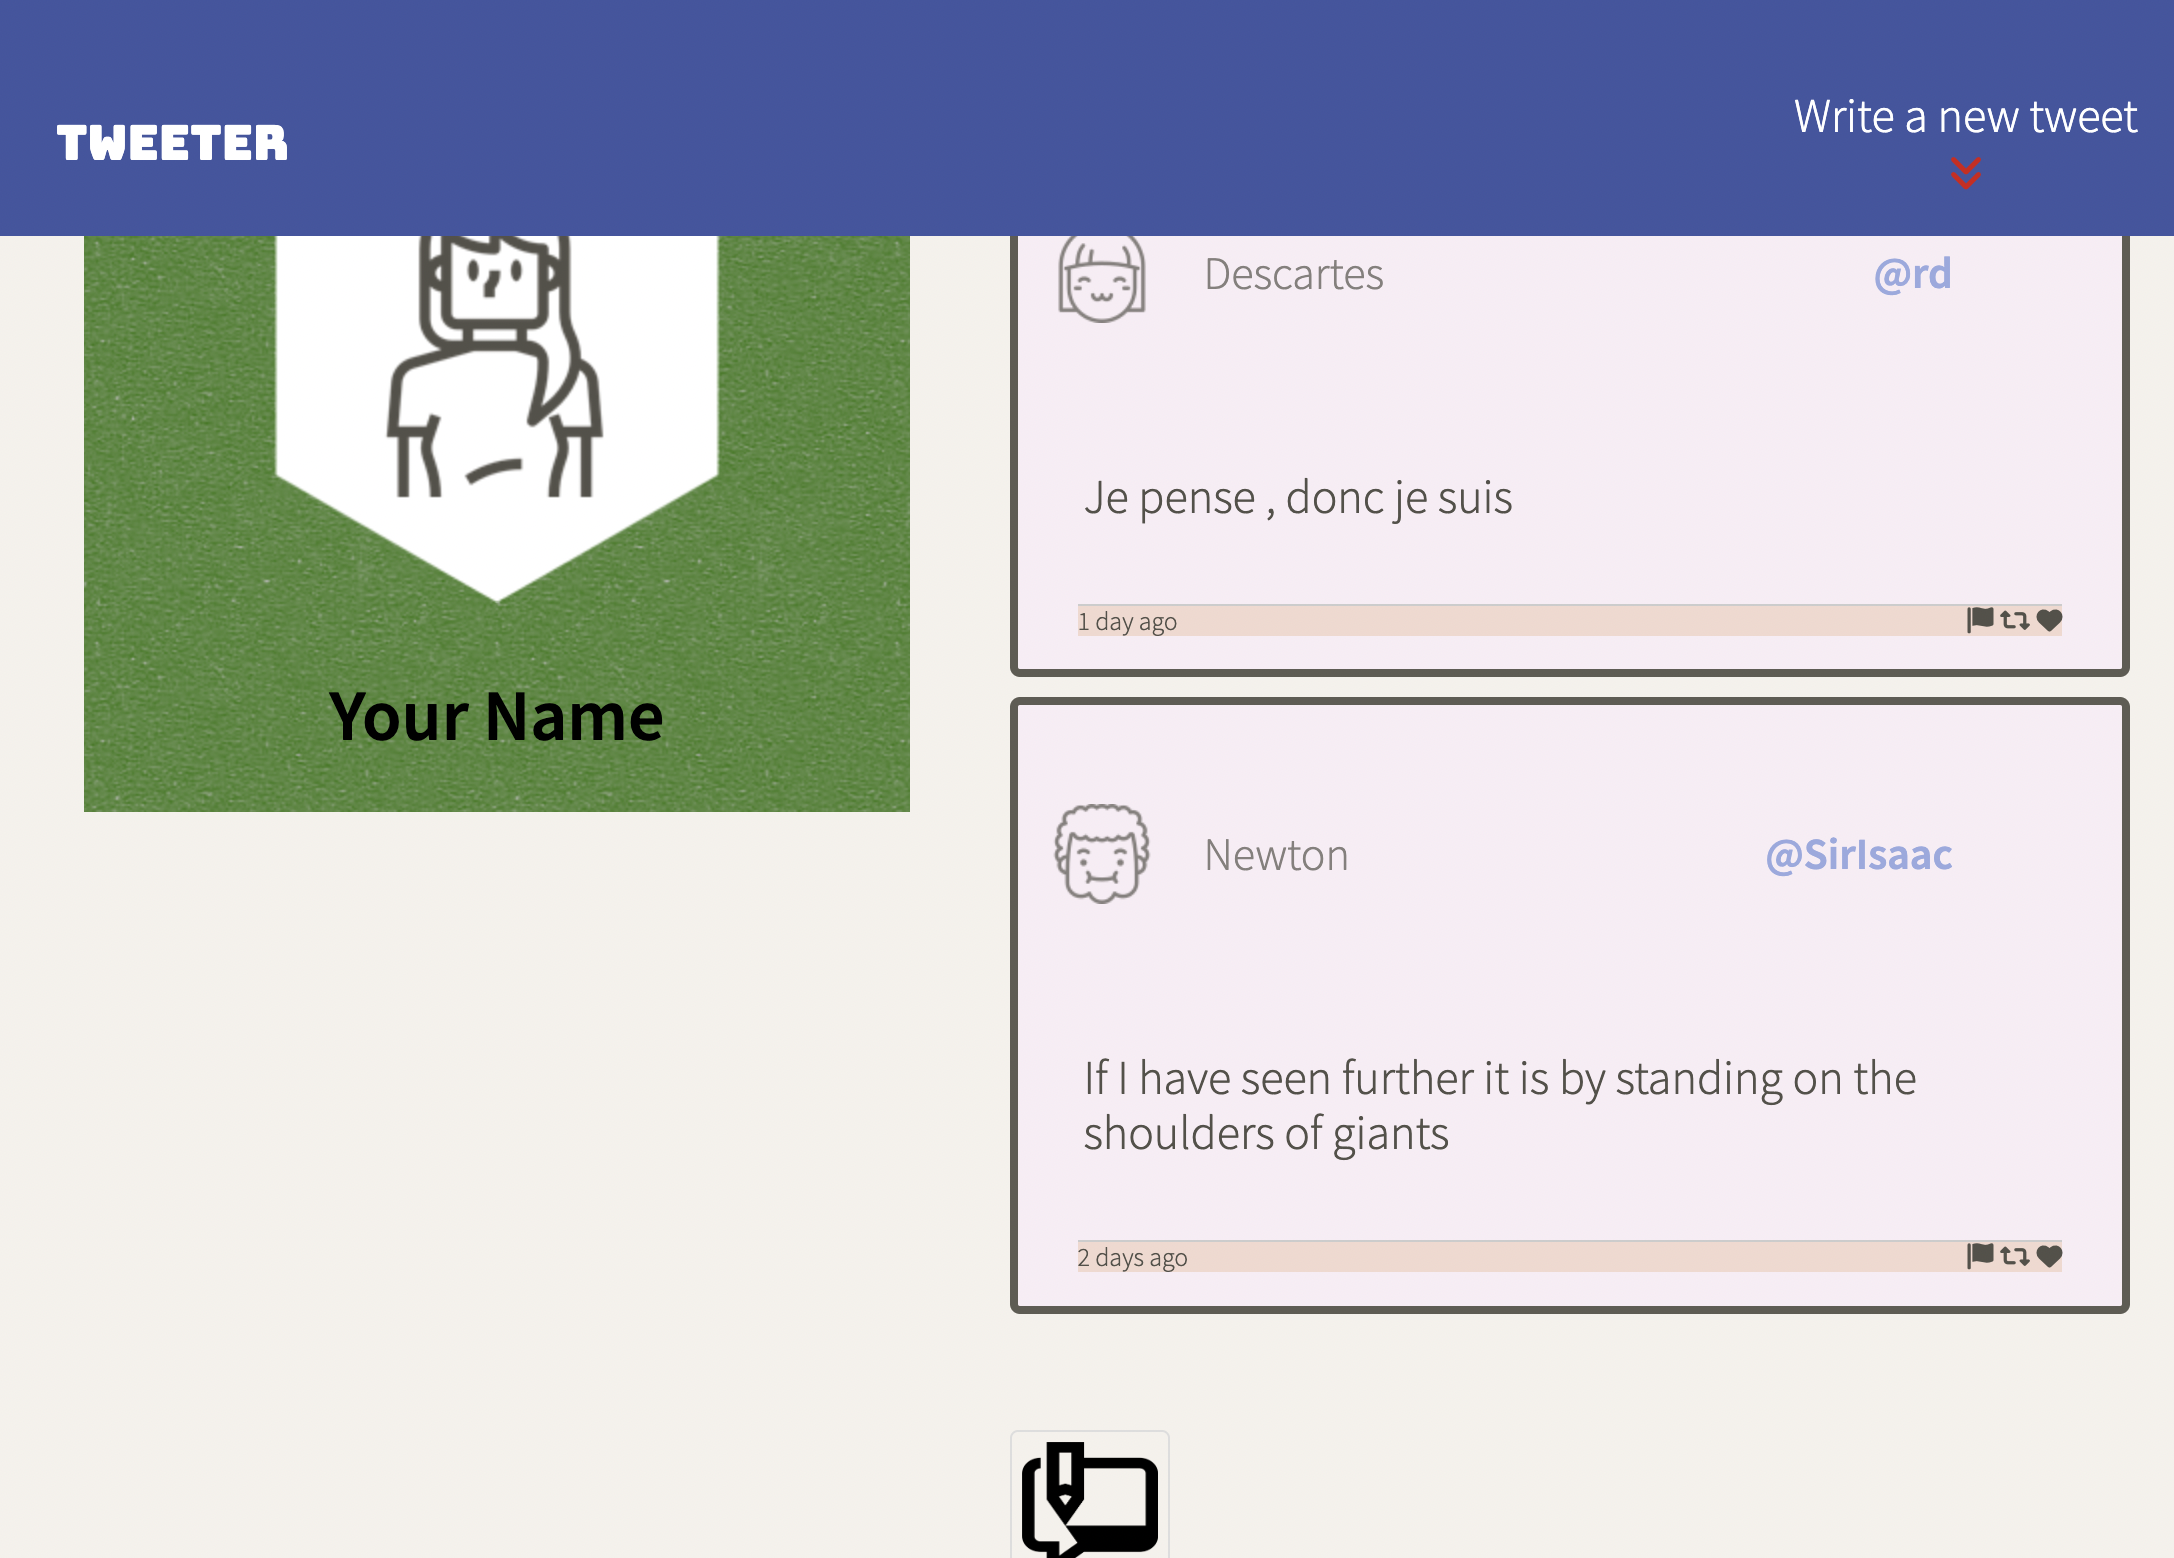 TWEETER
Write a new tweet
Your Name
Descartes @rd
Je pense , donc je suis
1 day ago
Newton @SirIsaac
If I have seen further it is by standing on the
shoulders of giants
2 days ago